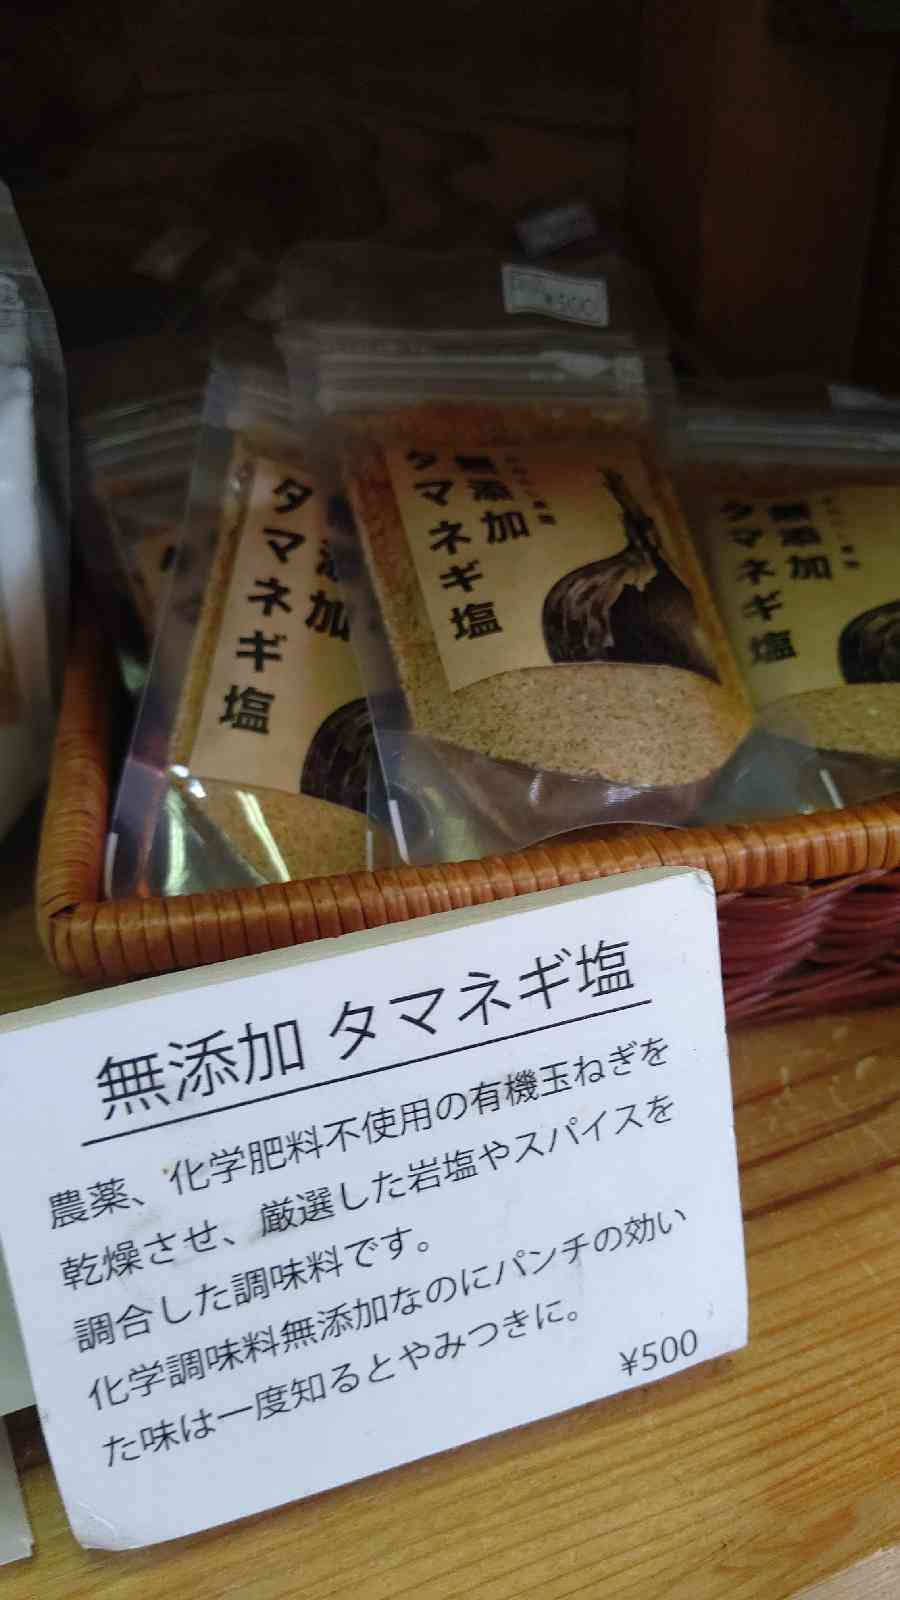 ¥500
無添加
タマネギ塩
添加
タマネギ塩
無添加
タマネギ塩
無添加 タマネギ塩
農薬、化学肥料不使用の有機玉ねぎを
乾燥させ、厳選した岩塩やスパイスを
調合した調味料です。
化学調味料無添加なのにパンチの効い
た味は一度知るとやみつきに。
¥500